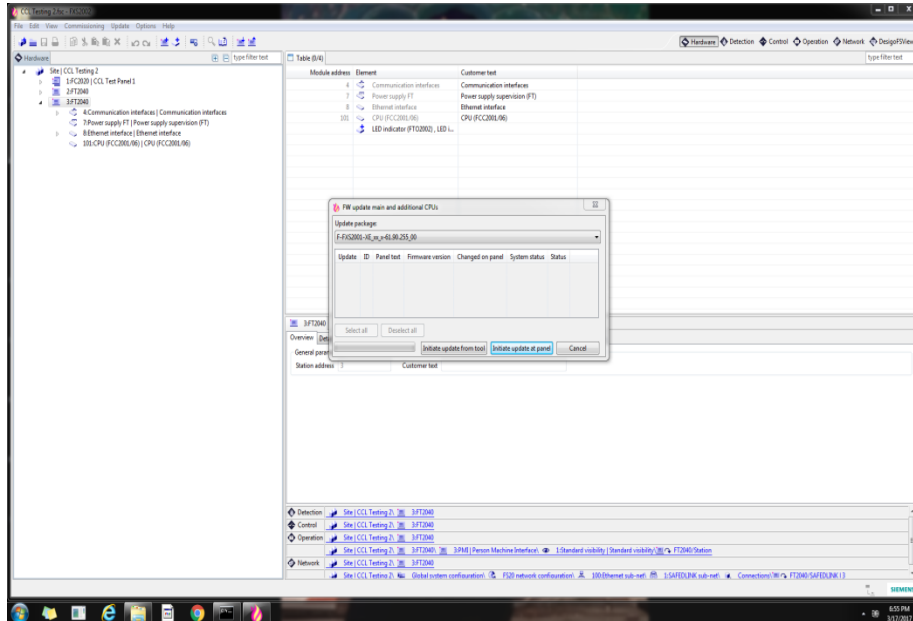 CCL Testing 2.fsc - FXS2002
File Edit View Commissioning Update Options Help
Hardware Detection Control Operation Network DesigoFSView
Hardware type filter text
Table (0/4) type filter text
Site | CCL Testing 2
1:FC2020 | CCL Test Panel 1
2:FT2040
3:FT2040
4:Communication interfaces | Communication interfaces
7:Power supply FT | Power supply supervision (FT)
8:Ethernet interface | Ethernet interface
101:CPU (FCC2001/06) | CPU (FCC2001/06)
Module address Element Customer text
4 Communication interfaces Communication interfaces
7 Power supply FT Power supply supervision (FT)
8 Ethernet interface Ethernet interface
101 CPU (FCC2001/06) CPU (FCC2001/06)
LED indicator (FTO2002) , LED i...
FW update main and additional CPUs
Update package:
Update ID Panel text Firmware version Changed on panel System status Status
Select all Deselect all
Initiate update from tool Initiate update at panel Cancel
3:FT2040
Overview
General
Station address 3 Customer text
Detection Site | CCL Testing 2\ 3:FT2040
Control Site | CCL Testing 2\ 3:FT2040
Operation Site | CCL Testing 2\ 3:FT2040
Site | CCL Testing 2\ 3:FT2040\ 3:PMI | Person Machine Interface\ 1:Standard visibility | Standard visibility\ FT2040/Station
Network Site | CCL Testing 2\ 3:FT2040
Site | CCL Testing 2\ Global system configuration\ FS20 network configuration\ 100:Ethernet sub-net\ 1:SAFEDLINK sub-net\ Connections\ FT2040/SAFEDLINK
SIEMENS
6:55 PM